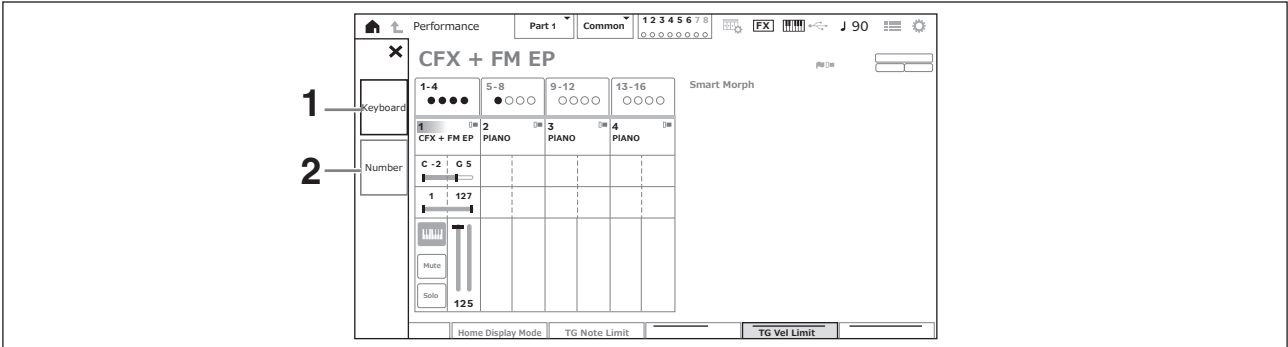 Performance
Part 1
Common
1 2 3 4 5 6 7 8
FX
90
CFX + FM EP
1
Keyboard
2
Number
1-4
5-8
9-12
13-16
Smart Morph
1
CFX + FM EP
2
PIANO
3
PIANO
4
PIANO
C -2 G 5
1 127
Mute
Solo
125
Home Display Mode
TG Note Limit
TG Vel Limit